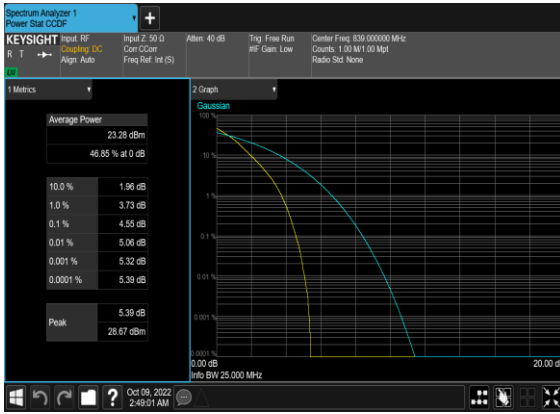 Spectrum Analyzer 1
Power Stat CCDF
+
KEYSIGHT
R T
LV
Input: RF
Coupling: DC
Align: Auto
Input Z: 50 Ω
Corr CCorr
Freq Ref: Int (S)
Atten: 40 dB
Trig: Free Run
#IF Gain: Low
Center Freq: 839.000000 MHz
Counts: 1.00 M/1.00 Mpt
Radio Std: None
1 Metrics
Average Power
23.28 dBm
46.85 % at 0 dB
10.0 % 1.96 dB
1.0 % 3.73 dB
0.1 % 4.55 dB
0.01 % 5.06 dB
0.001 % 5.32 dB
0.0001 % 5.39 dB
Peak
5.39 dB
28.67 dBm
2 Graph
Gaussian
100 %
10 %
1 %
0.1 %
0.01 %
0.001 %
0.0001 %
0.00 dB
20.00 d
Info BW 25.000 MHz
?
Oct 09, 2022
2:49:01 AM